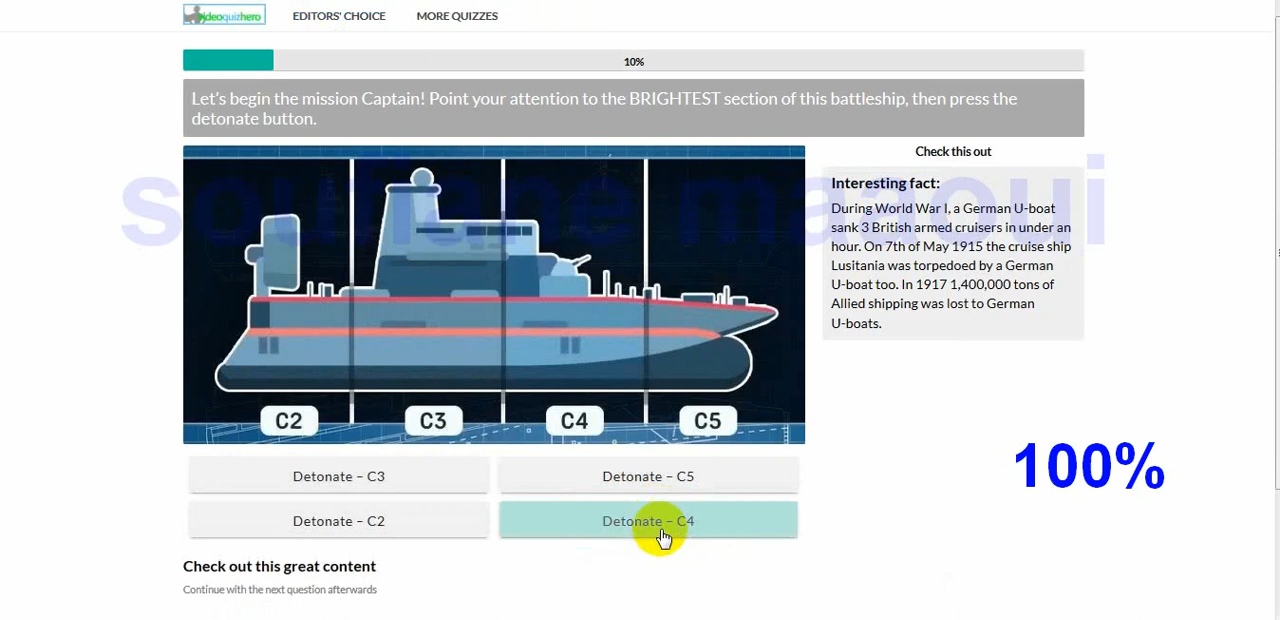 videoquizhero
EDITORS' CHOICE
MORE QUIZZES
10%
Let's begin the mission Captain! Point your attention to the BRIGHTEST section of this battleship, then press the
detonate button.
soufiane maaoui
Check this out
Interesting fact:
During World War I, a German U-boat
sank 3 British armed cruisers in under an
hour. On 7th of May 1915 the cruise ship
Lusitania was torpedoed by a German
U-boat too. In 1917 1,400,000 tons of
Allied shipping was lost to German
U-boats.
C2
C3
C4
C5
100%
Detonate – C3
Detonate – C5
Detonate – C2
Detonate – C4
Check out this great content
Continue with the next question afterwards